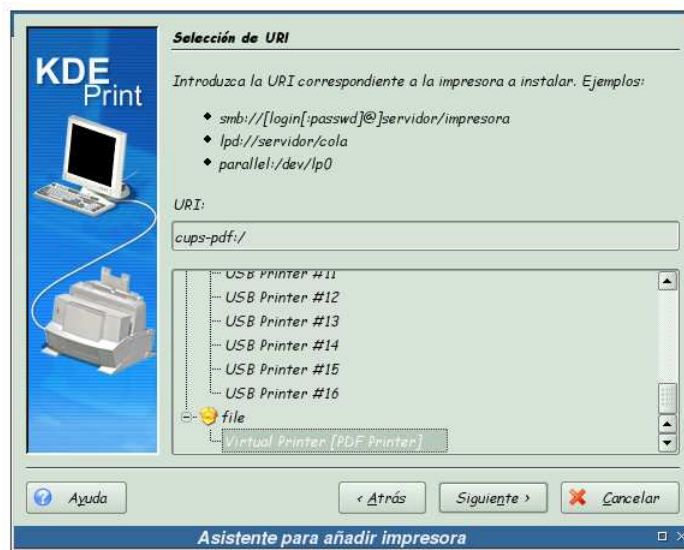 Selección de URI
KDE
Print
Introduzca la URI correspondiente a la impresora a instalar. Ejemplos:
smb://[login[:passwd]@]servidor/impresora
lpd://servidor/cola
parallel:/dev/lp0
URI:
cups-pdf:/
USB Printer #11
USB Printer #12
USB Printer #13
USB Printer #14
USB Printer #15
USB Printer #16
file
Virtual Printer [PDF Printer]
Ayuda
‹ Atrás
Siguiente ›
Cancelar
Asistente para añadir impresora